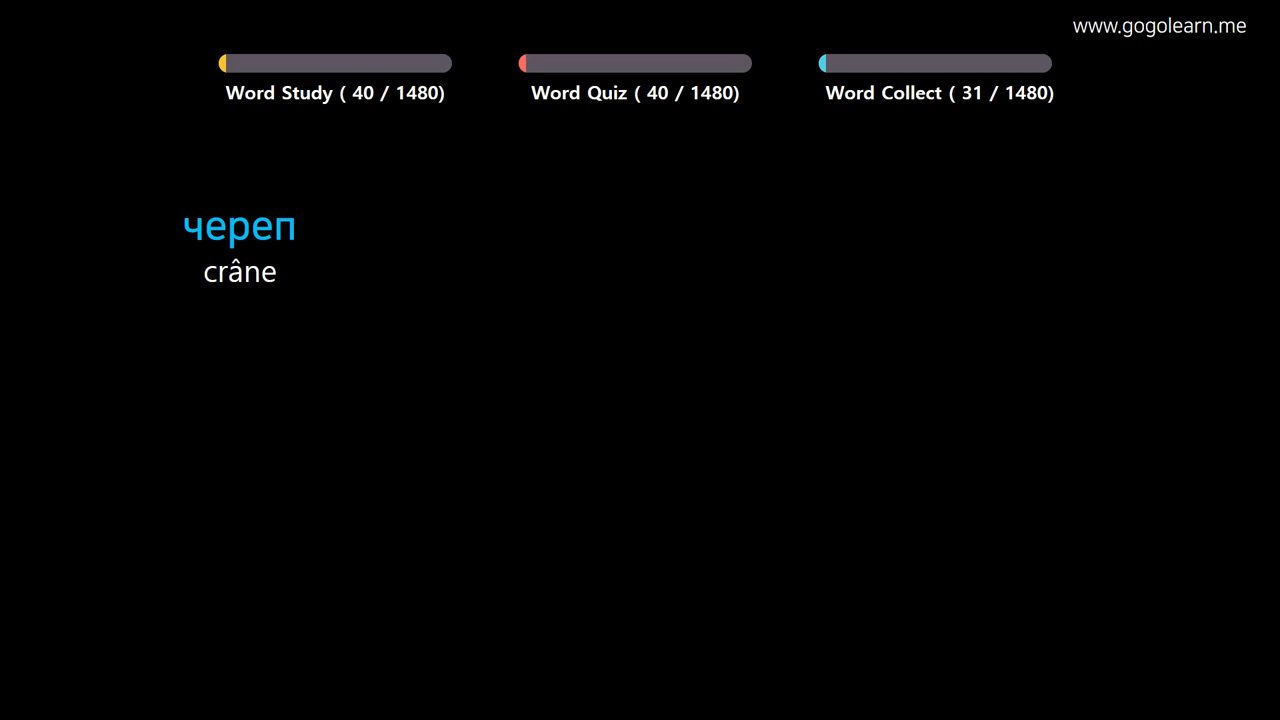 www.gogolearn.me
Word Study ( 40 / 1480)
Word Quiz ( 40 / 1480)
Word Collect ( 31 / 1480)
череп
crâne